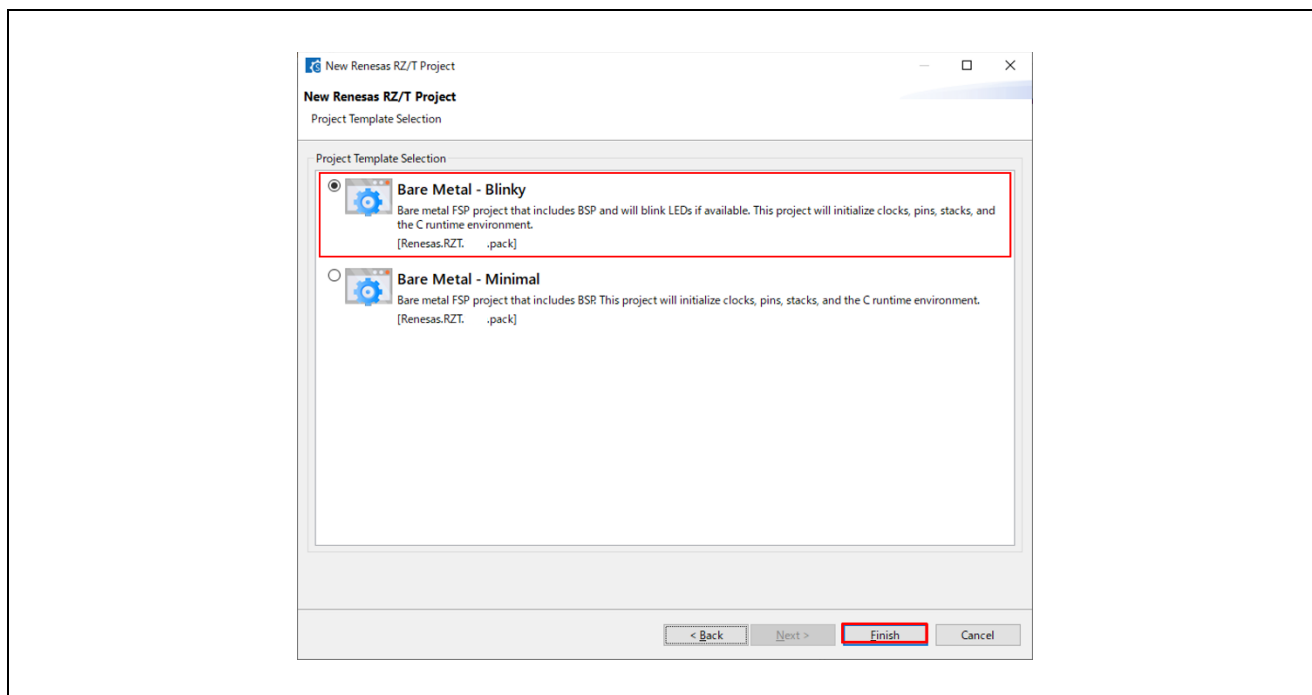 New Renesas RZ/T Project
New Renesas RZ/T Project
Project Template Selection
Project Template Selection
Bare Metal - Blinky
Bare metal FSP project that includes BSP and will blink LEDs if available. This project will initialize clocks, pins, stacks, and
the C runtime environment.
[Renesas.RZT. .pack]
Bare Metal - Minimal
Bare metal FSP project that includes BSP. This project will initialize clocks, pins, stacks, and the C runtime environment.
[Renesas.RZT. .pack]
< Back Next > Finish Cancel